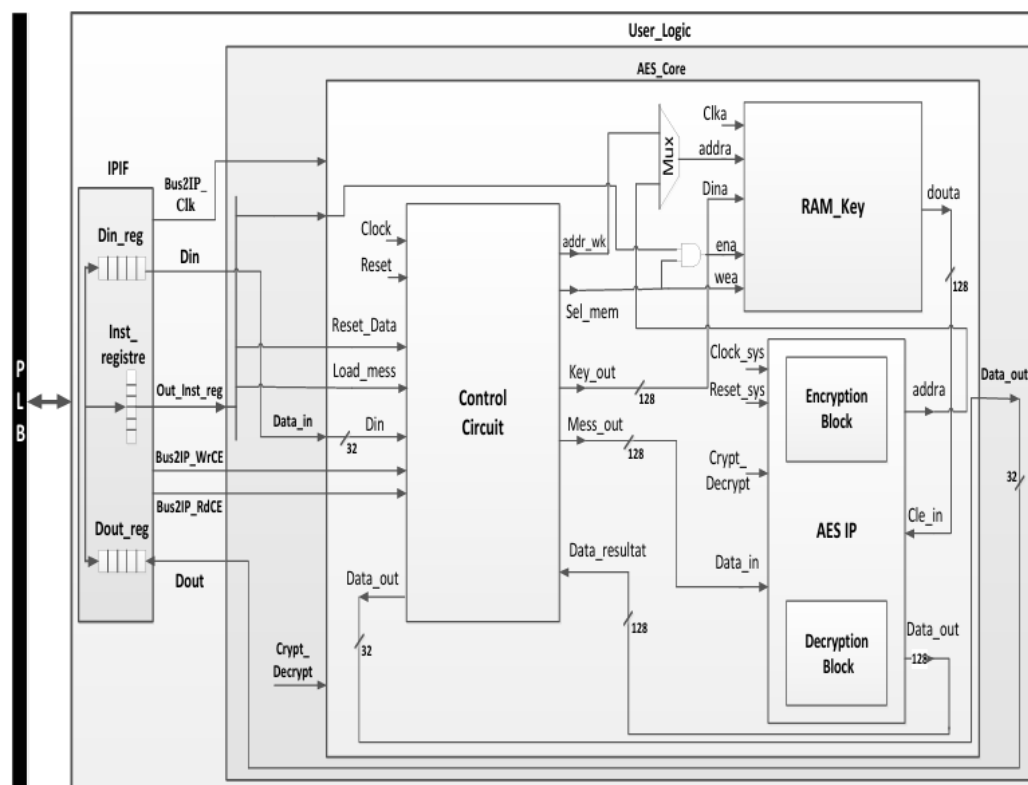 User_Logic
AES_Core
IPIF
Bus2IP_
Clk
Din_reg
Din
Inst_
registre
Out_Inst_reg
Data_in
32
Bus2IP_WrCE
Bus2IP_RdCE
Dout_reg
Dout
P
L
B
Crypt_
Decrypt
Clock
Reset
Reset_Data
Load_mess
Din
Control
Circuit
Data_out
32
addr_wk
Sel_mem
Key_out
128
Mess_out
128
Data_resultat
128
Mux
Clka
addra
Dina
ena
wea
RAM_Key
douta
128
Clock_sys
Reset_sys
Crypt_
Decrypt
Data_in
Encryption
Block
AES IP
Decryption
Block
addra
Cle_in
Data_out
128
Data_out
32